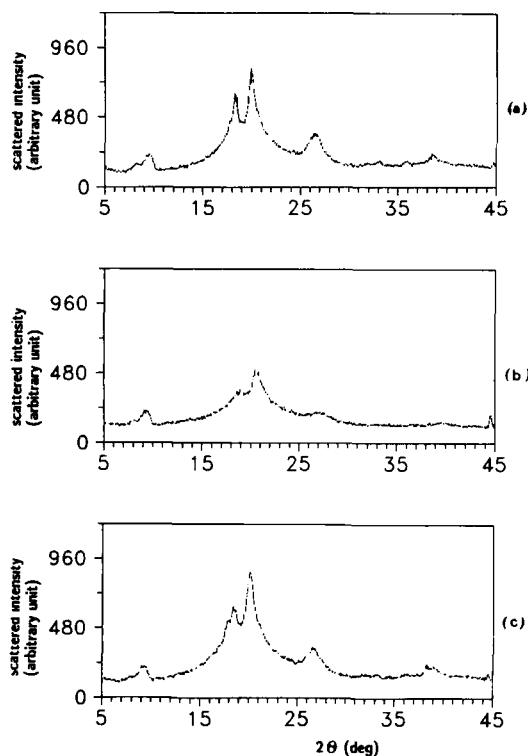 scattered intensity
(arbitrary unit)
960
480
0
5 15 25 35 45
(a)
scattered intensity
(arbitrary unit)
960
480
0
5 15 25 35 45
(b)
scattered intensity
(arbitrary unit)
960
480
0
5 15 25 35 45
(c)
2θ (deg)